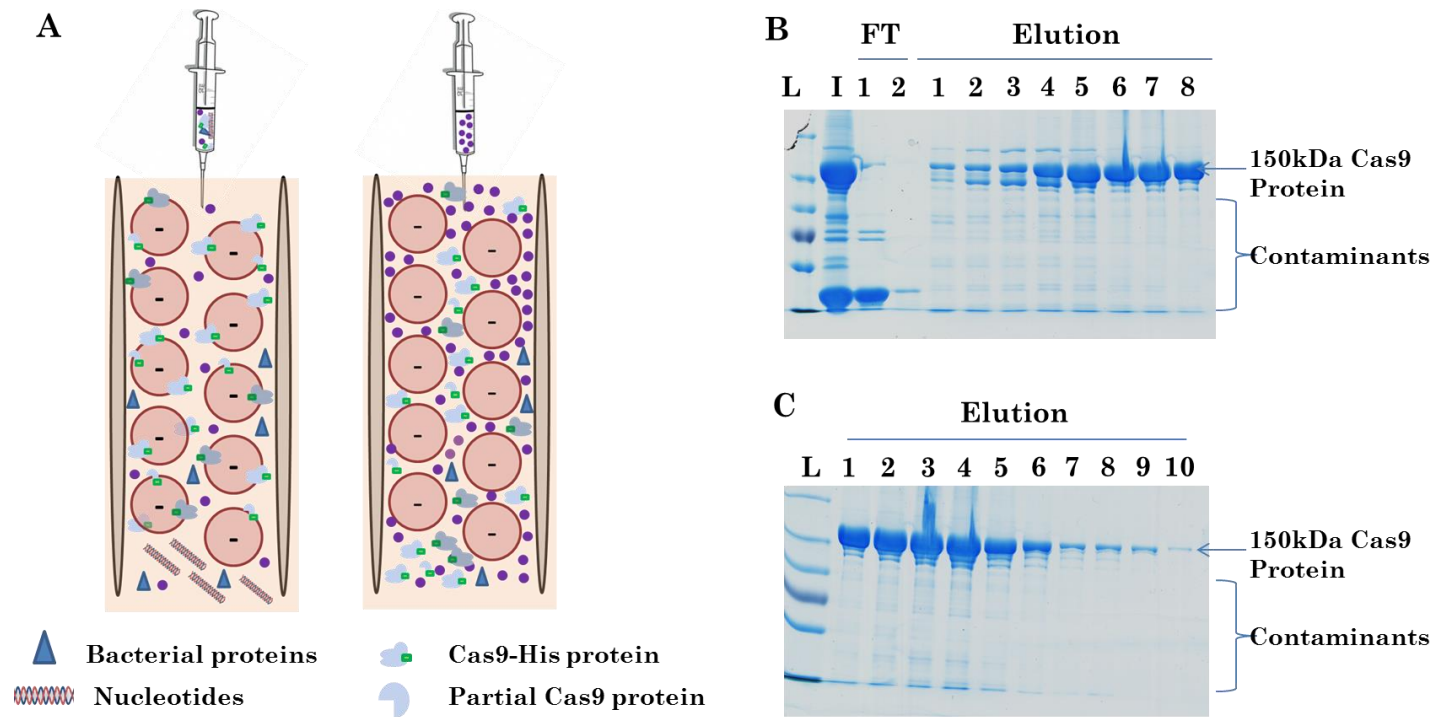 A
Bacterial proteins
Nucleotides
Cas9-His protein
Partial Cas9 protein
B
FT
Elution
L I 1 2 1 2 3 4 5 6 7 8
150kDa Cas9
Protein
Contaminants
C
Elution
L 1 2 3 4 5 6 7 8 9 10
150kDa Cas9
Protein
Contaminants